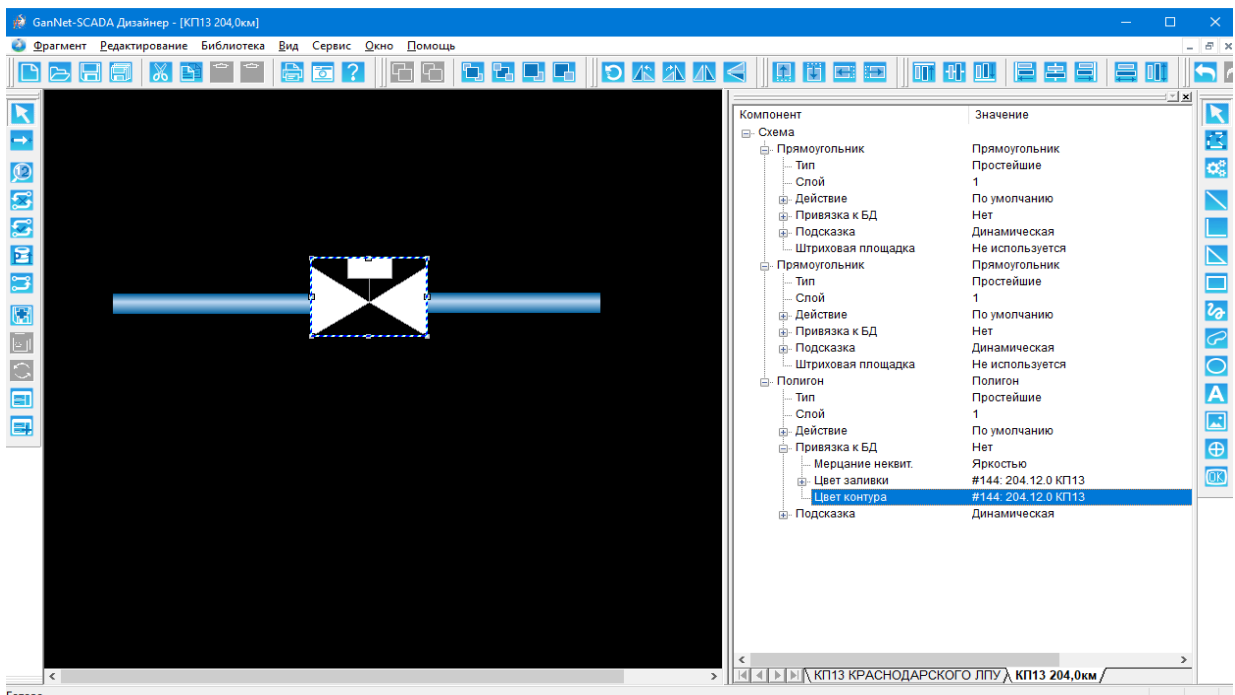 GanNet-SCADA Дизайнер - [КП13 204,0км]
Фрагмент Редактирование Библиотека Вид Сервис Окно Помощь
Компонент Значение
Схема
Прямоугольник Прямоугольник
Тип Простейшие
Слой 1
Действие По умолчанию
Привязка к БД Нет
Подсказка Динамическая
Штриховая площадка Не используется
Прямоугольник Прямоугольник
Тип Простейшие
Слой 1
Действие По умолчанию
Привязка к БД Нет
Подсказка Динамическая
Штриховая площадка Не используется
Полигон Полигон
Тип Простейшие
Слой 1
Действие По умолчанию
Привязка к БД Нет
Мерцание неквит. Яркостью
Цвет заливки #144: 204.12.0 КП13
Цвет контура #144: 204.12.0 КП13
Подсказка Динамическая
КП13 КРАСНОДАРСКОГО ЛПУ КП13 204,0км